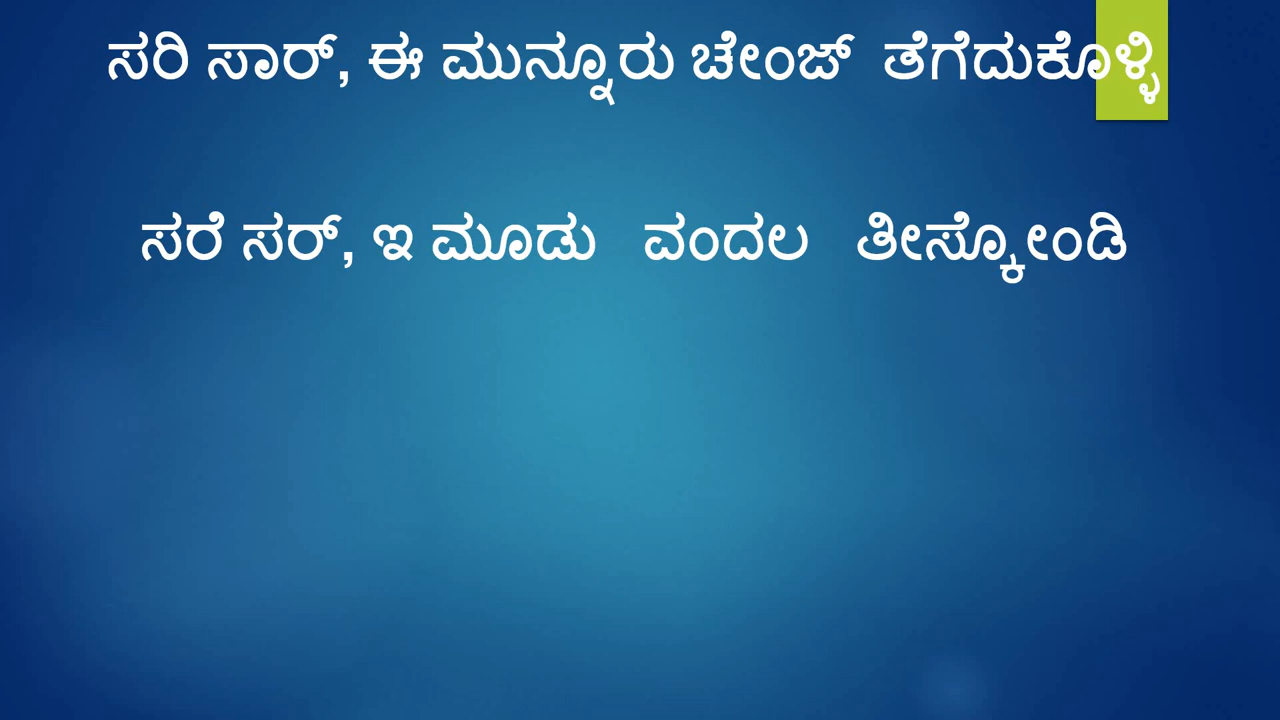 ಸರಿ ಸಾರ್, ಈ ಮುನ್ನೂರು ಚೇಂಜ್ ತೆಗೆದುಕೊಳ್ಳಿ
ಸರೆ ಸರ್, ಇ ಮೂಡು ವಂದಲ ತೀಸ್ಕೋಂಡಿ